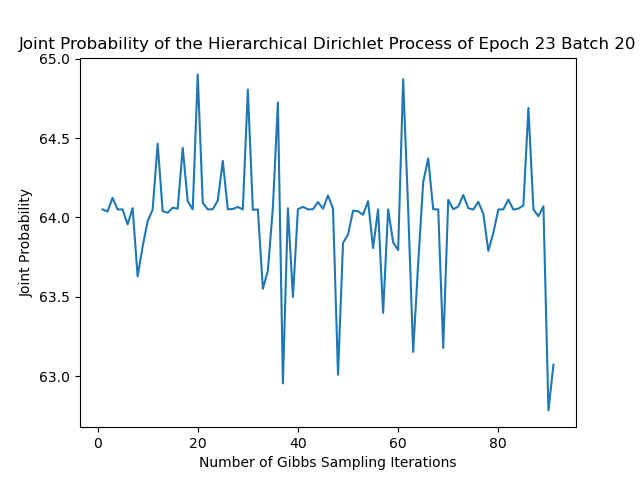 Joint Probability of the Hierarchical Dirichlet Process of Epoch 23 Batch 20
65.0
64.5
64.0
63.5
63.0
Joint Probability
0 20 40 60 80
Number of Gibbs Sampling Iterations